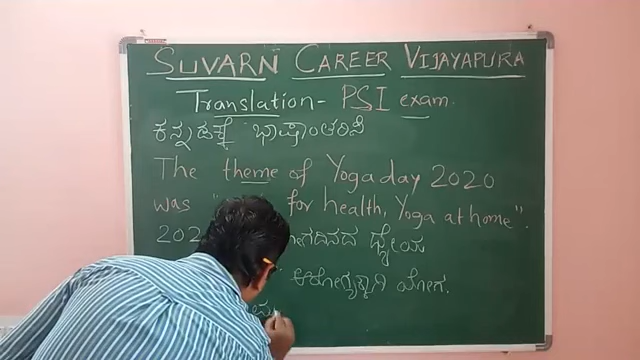 SUVARN CAREER VIJAYAPURA
Translation - PSI exam.
ಕನ್ನಡಕ್ಕೆ ಭಾಷಾಂತರಿಸಿ
The theme of Yoga day 2020
was " for health, Yoga at home".
ಧ್ಯೇಯ
ಆರೋಗ್ಯಕ್ಕಾಗಿ ಯೋಗ.